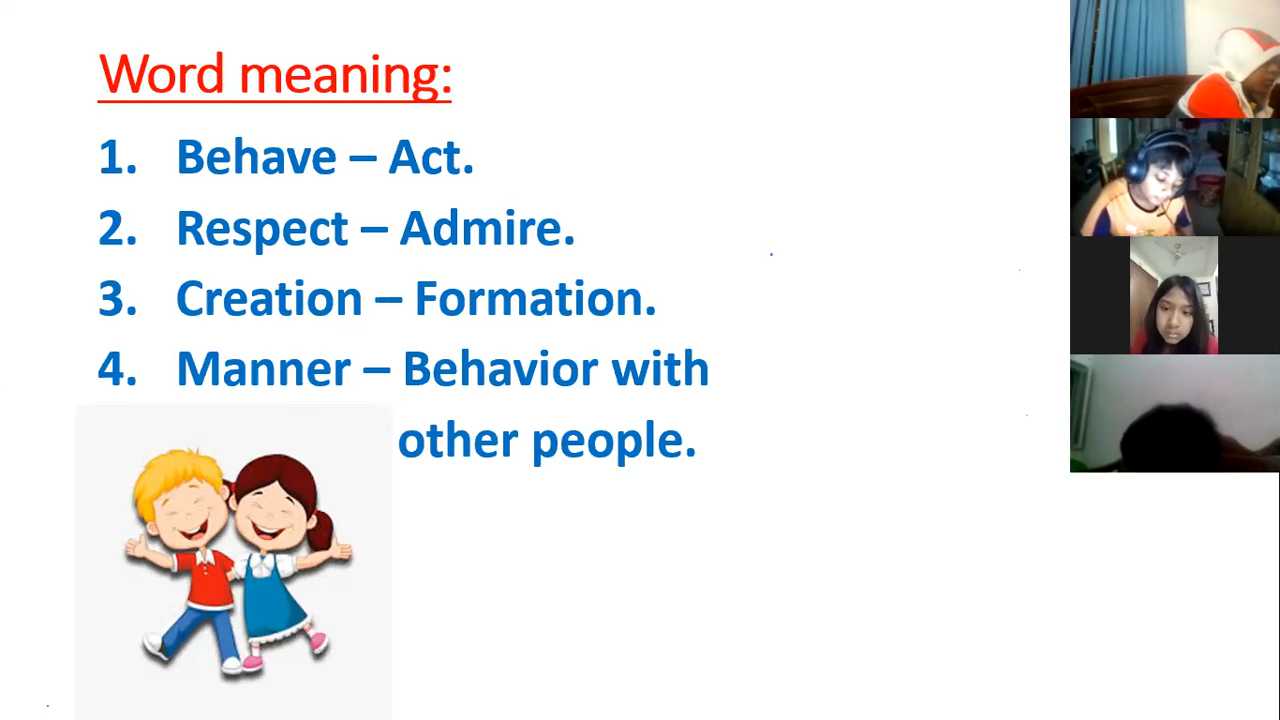 Word meaning:
1. Behave – Act.
2. Respect – Admire.
3. Creation – Formation.
4. Manner – Behavior with
other people.